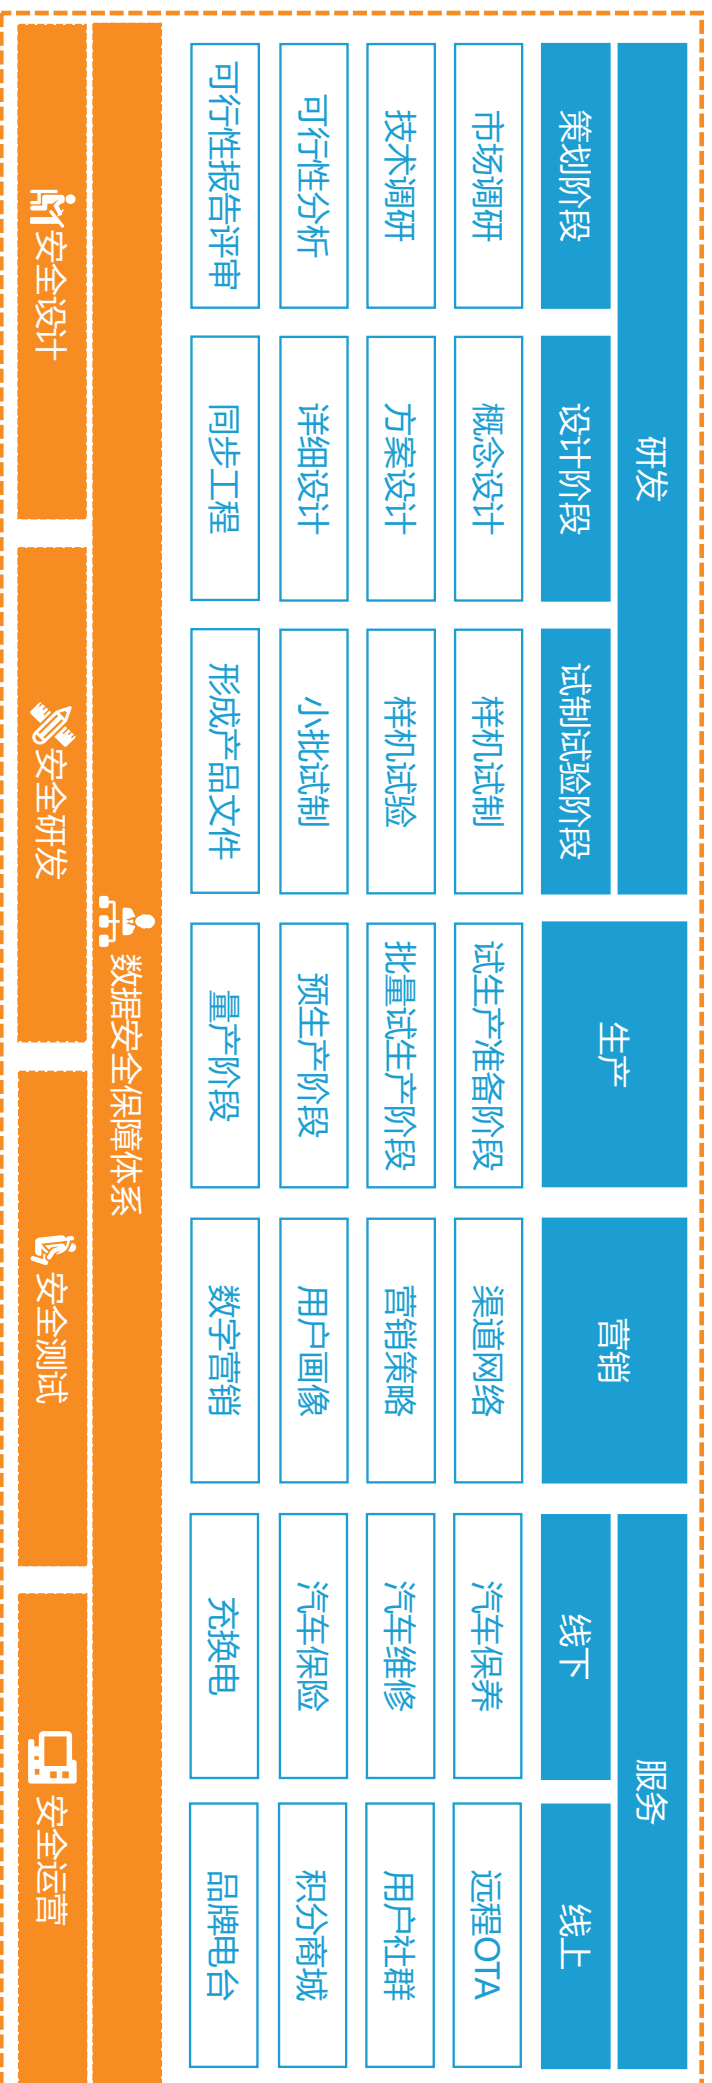 研发
生产
营销
服务
策划阶段
设计阶段
试制试验阶段
线下
线上
市场调研
概念设计
样机试制
试生产准备阶段
渠道网络
汽车保养
远程OTA
技术调研
方案设计
样机试验
批量试生产阶段
营销策略
汽车维修
用户社群
可行性分析
详细设计
小批试制
预生产阶段
用户画像
汽车保险
积分商城
可行性报告评审
同步工程
形成产品文件
量产阶段
数字营销
充换电
品牌电台
数据安全保障体系
安全设计
安全研发
安全测试
安全运营